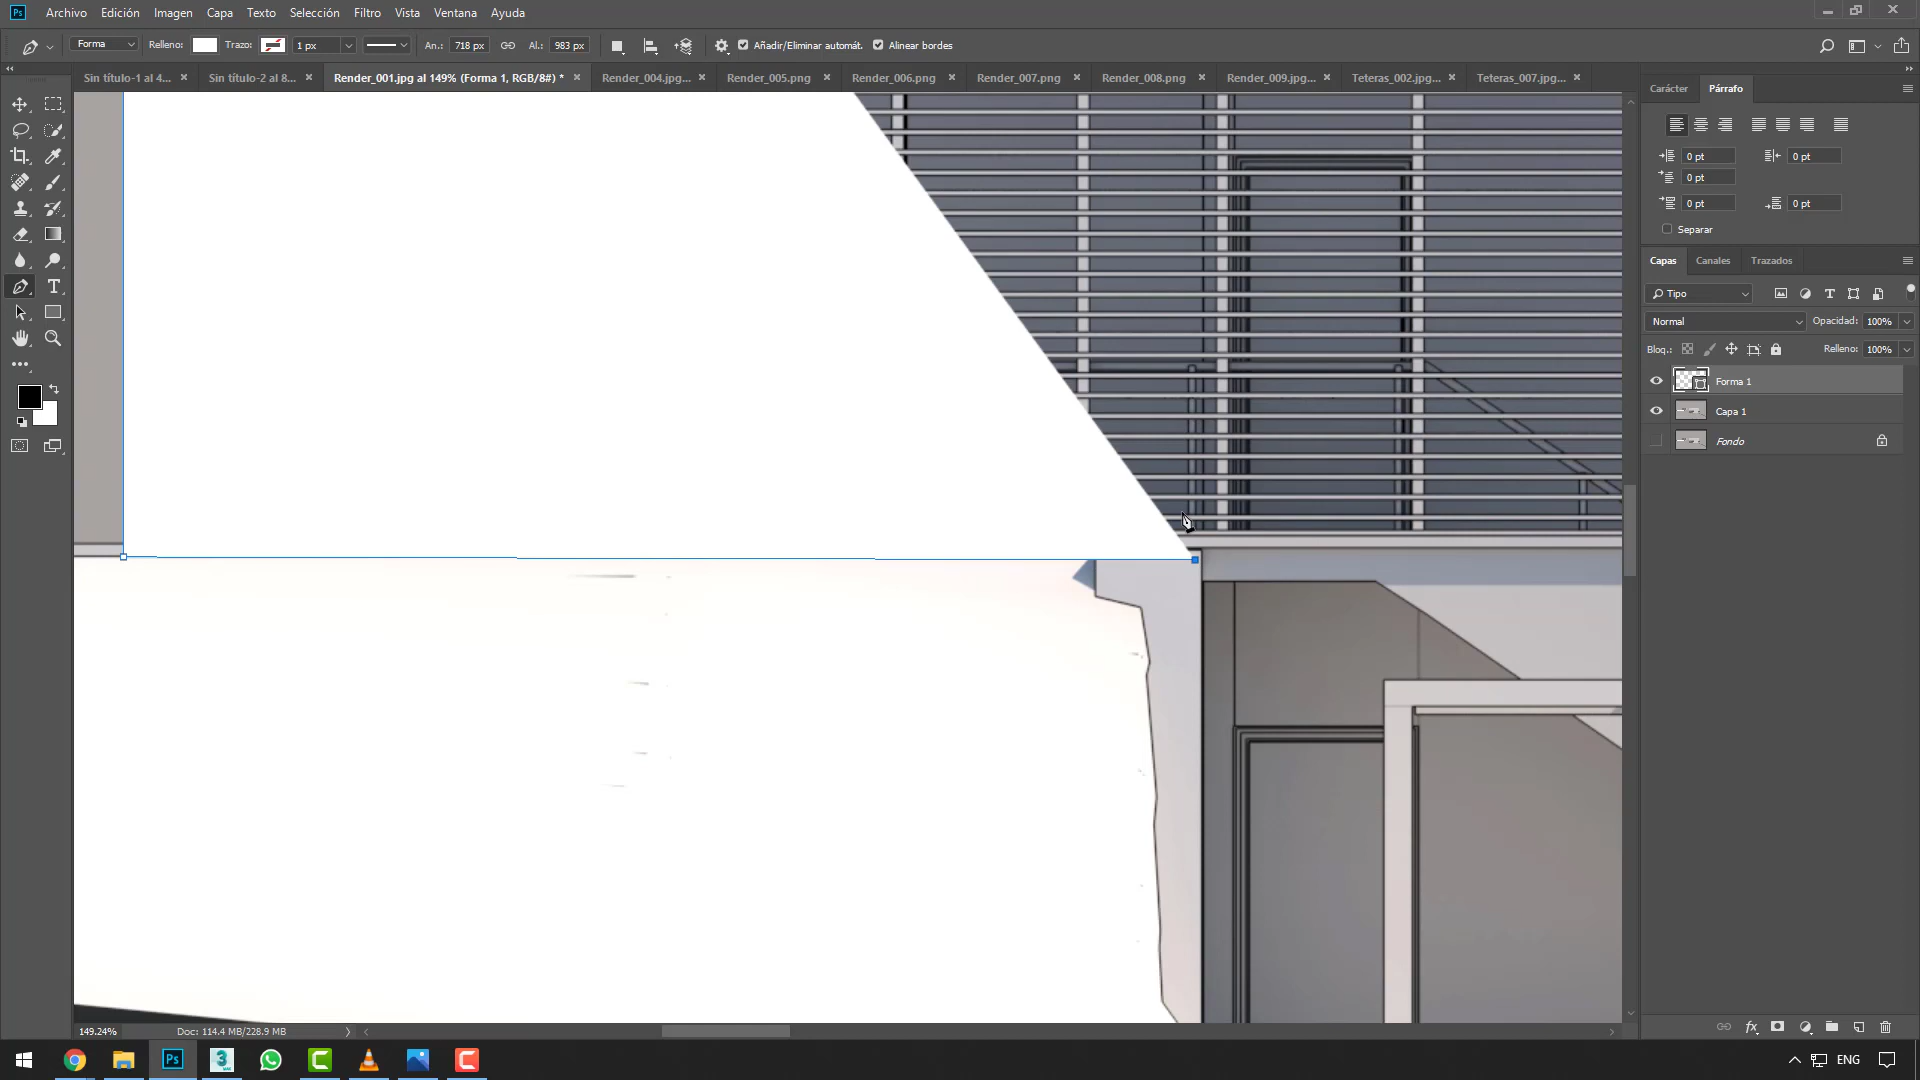 Ps Archivo Edición Imagen Capa Texto Selección Filtro Vista Ventana Ayuda
Forma Relleno: Trazo: 1 px An.: 718 px Al.: 983 px Añadir/Eliminar automát. Alinear bordes
Sin título-1 al 4... Sin título-2 al 8... Render_001.jpg al 149% (Forma 1, RGB/8#) * Render_004.jpg... Render_005.png Render_006.png Render_007.png Render_008.png Render_009.jpg... Teteras_002.jpg... Teteras_007.jpg...
Carácter Párrafo
0 pt 0 pt
0 pt
0 pt 0 pt
Separar
Capas Canales Trazados
Tipo
Normal Opacidad: 100%
Bloq.: Relleno: 100%
Forma 1
Capa 1
Fondo
149.24% Doc: 114.4 MB/228.9 MB
Ps 3 MAX ENG